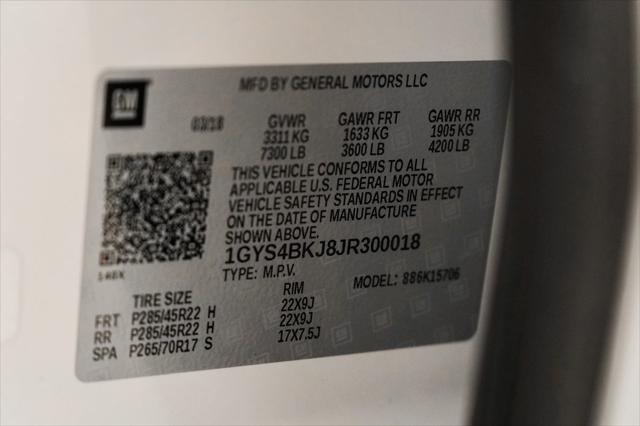 MFD BY GENERAL MOTORS LLC
GM
03/18 GVWR GAWR FRT GAWR RR
3311 KG 1633 KG 1905 KG
7300 LB 3600 LB 4200 LB
THIS VEHICLE CONFORMS TO ALL
APPLICABLE U.S. FEDERAL MOTOR
VEHICLE SAFETY STANDARDS IN EFFECT
ON THE DATE OF MANUFACTURE
SHOWN ABOVE.
1GYS4BKJ8JR300018
TYPE: M.P.V. MODEL: 886K15706
TIRE SIZE RIM
FRT P285/45R22 H 22X9J
RR P285/45R22 H 22X9J
SPA P265/70R17 S 17X7.5J